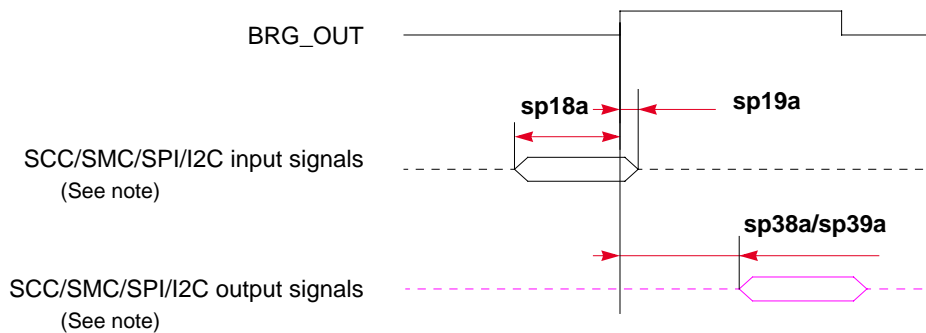 BRG_OUT
sp18a
sp19a
SCC/SMC/SPI/I2C input signals
(See note)
sp38a/sp39a
SCC/SMC/SPI/I2C output signals
(See note)